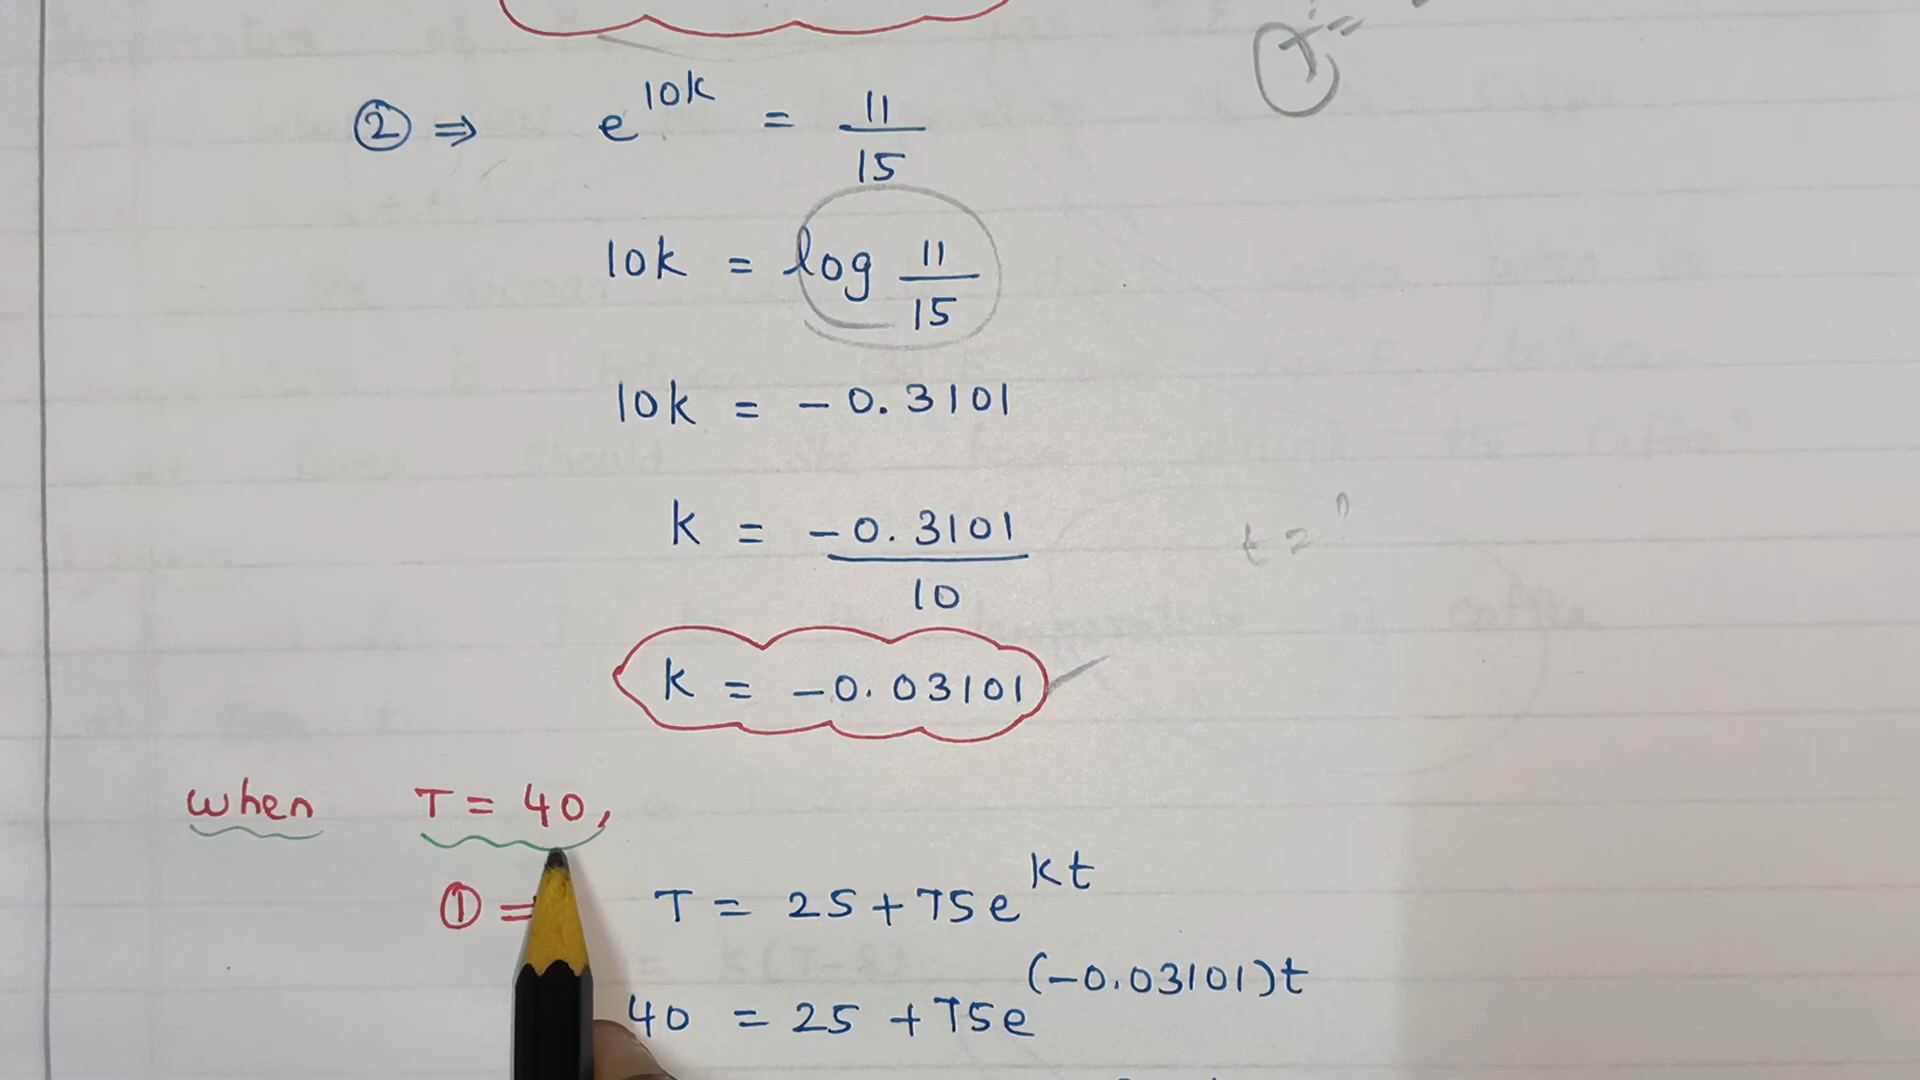 ② ⇒ e^10k = 11/15
10k = log 11/15
10k = -0.3101
k = -0.3101/10
k = -0.03101
t =
when T = 40,
① = T = 25 + 75e^kt
40 = 25 + 75e^(-0.03101)t